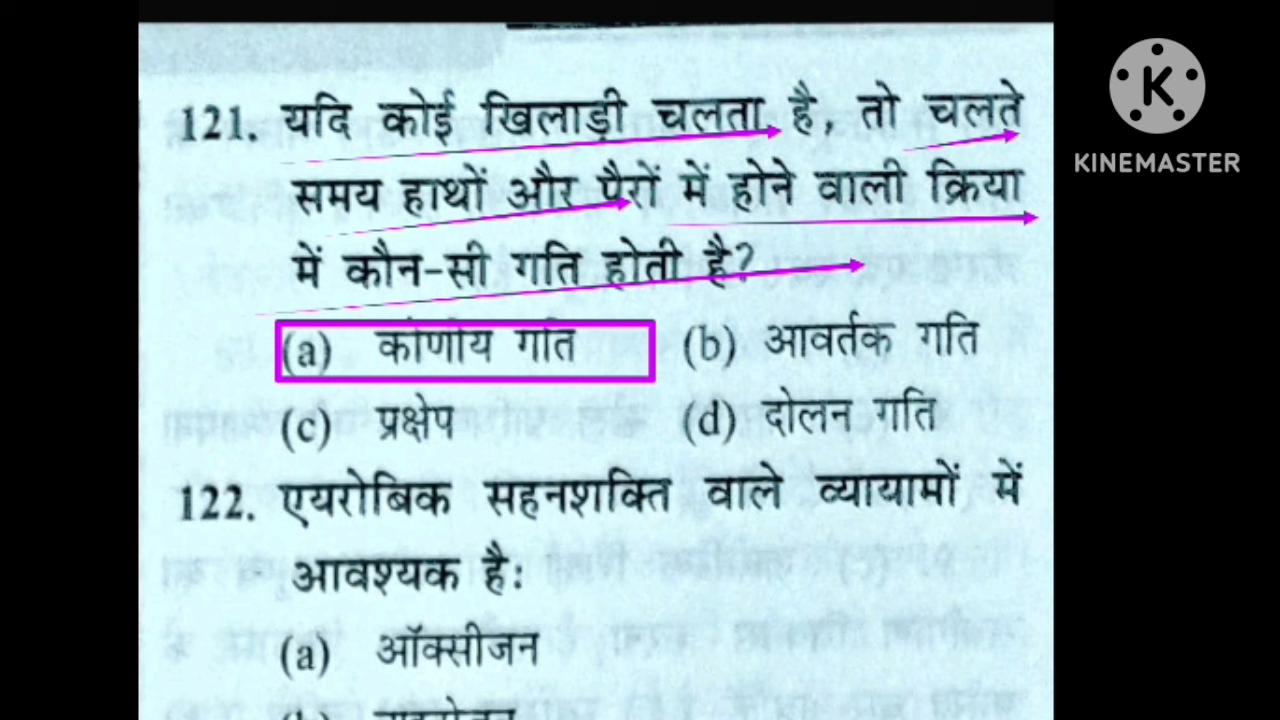 121. यदि कोई खिलाड़ी चलता है, तो चलते
समय हाथों और पैरों में होने वाली क्रिया
में कौन-सी गति होती है?
(a) कोणीय गति (b) आवर्तक गति
(c) प्रक्षेप (d) दोलन गति
122. एयरोबिक सहनशक्ति वाले व्यायामों में
आवश्यक है:
(a) ऑक्सीजन
(b)
KINEMASTER